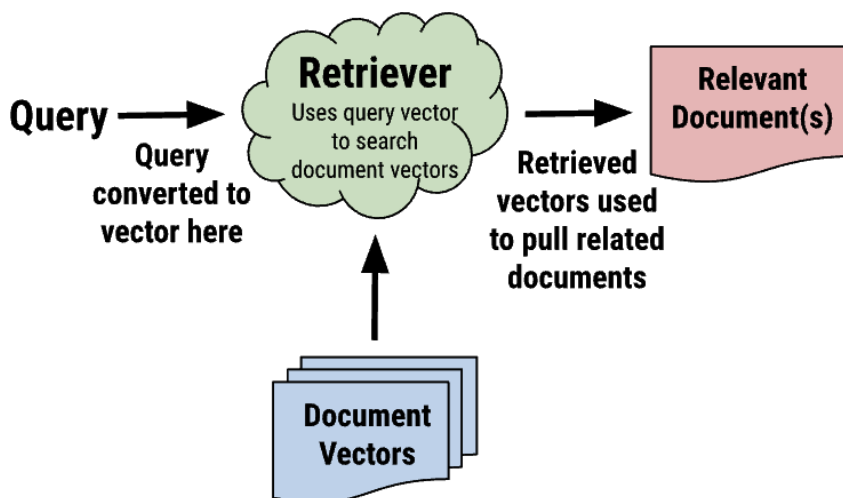 Query
Query
converted to
vector here
Retriever
Uses query vector
to search
document vectors
Retrieved
vectors used
to pull related
documents
Relevant
Document(s)
Document
Vectors